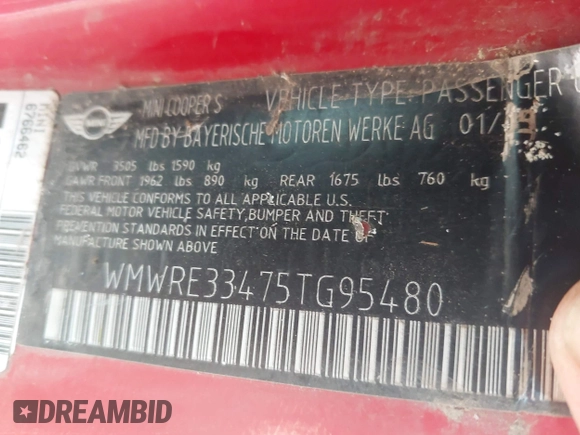 MINI
MINI COOPER S VEHICLE TYPE: PASSENGER
MFD BY BAYERISCHE MOTOREN WERKE AG 01/
GVWR 3505 lbs 1590 kg
GAWR FRONT 1962 lbs 890 kg REAR 1675 lbs 760 kg
THIS VEHICLE CONFORMS TO ALL APPLICABLE U.S.
FEDERAL MOTOR VEHICLE SAFETY, BUMPER AND THEFT
PREVENTION STANDARDS IN EFFECT ON THE DATE OF
MANUFACTURE SHOWN ABOVE
WMWRE33475TG95480
6766462
DREAMBID